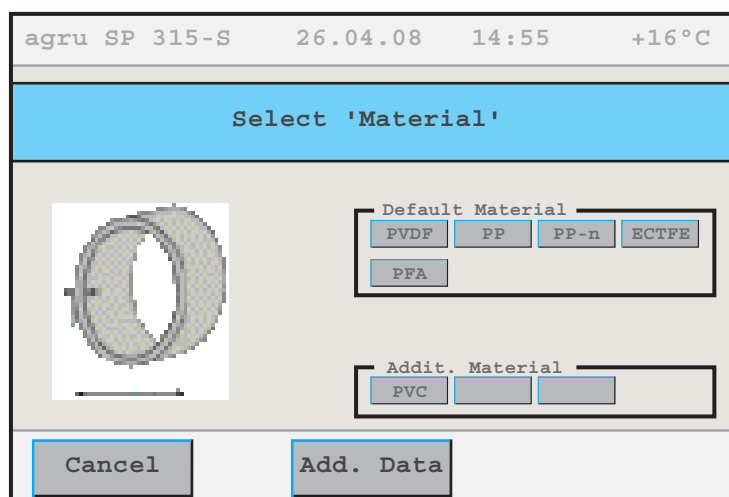 agru SP 315-S 26.04.08 14:55 +16°C
Select 'Material'
Default Material
PVDF PP PP-n ECTFE
PFA
Addit. Material
PVC
Cancel Add. Data